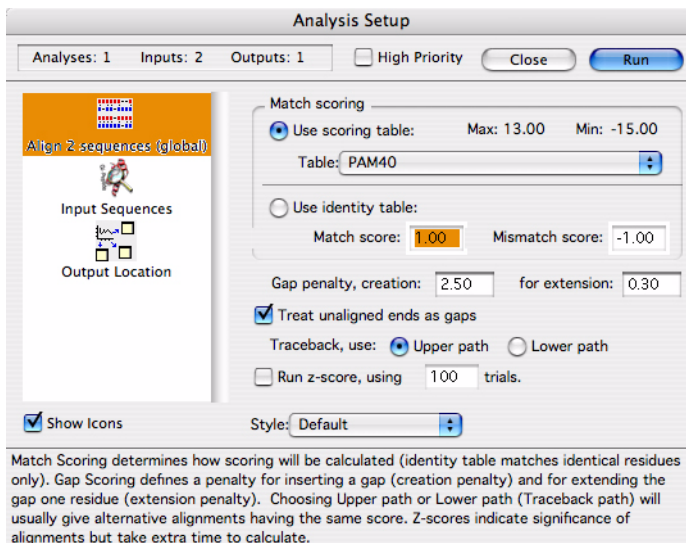 Analysis Setup
Analyses: 1 Inputs: 2 Outputs: 1 High Priority Close Run
Align 2 sequences (global)
Input Sequences
Output Location
Match scoring
Use scoring table: Max: 13.00 Min: -15.00
Table: PAM40
Use identity table:
Match score: 1.00 Mismatch score: -1.00
Gap penalty, creation: 2.50 for extension: 0.30
Treat unaligned ends as gaps
Traceback, use: Upper path Lower path
Run z-score, using 100 trials.
Show Icons Style: Default
Match Scoring determines how scoring will be calculated (identity table matches identical residues
only). Gap Scoring defines a penalty for inserting a gap (creation penalty) and for extending the
gap one residue (extension penalty). Choosing Upper path or Lower path (Traceback path) will
usually give alternative alignments having the same score. Z-scores indicate significance of
alignments but take extra time to calculate.